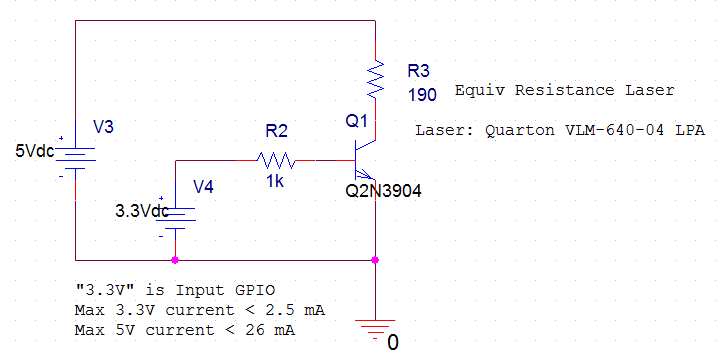 R3
190
Equiv Resistance Laser
Q1
Laser: Quarton VLM-640-04 LPA
V3
R2
5Vdc
1k
V4
Q2N3904
3.3Vdc
"3.3V" is Input GPIO
Max 3.3V current < 2.5 mA
Max 5V current < 26 mA
0